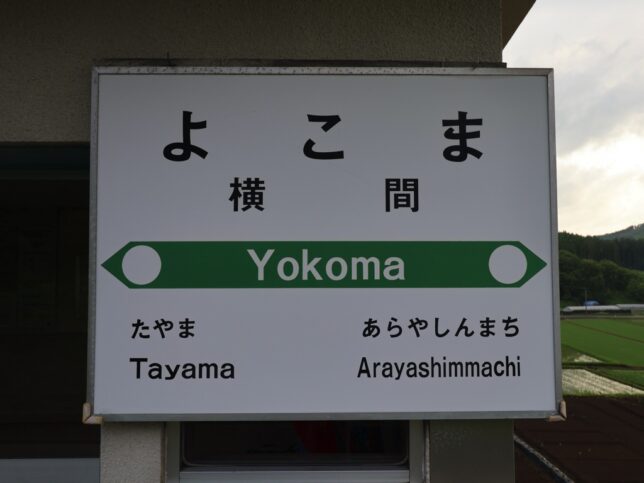 よこま
横間
Yokoma
たやま あらやしんまち
Tayama Arayashimmachi